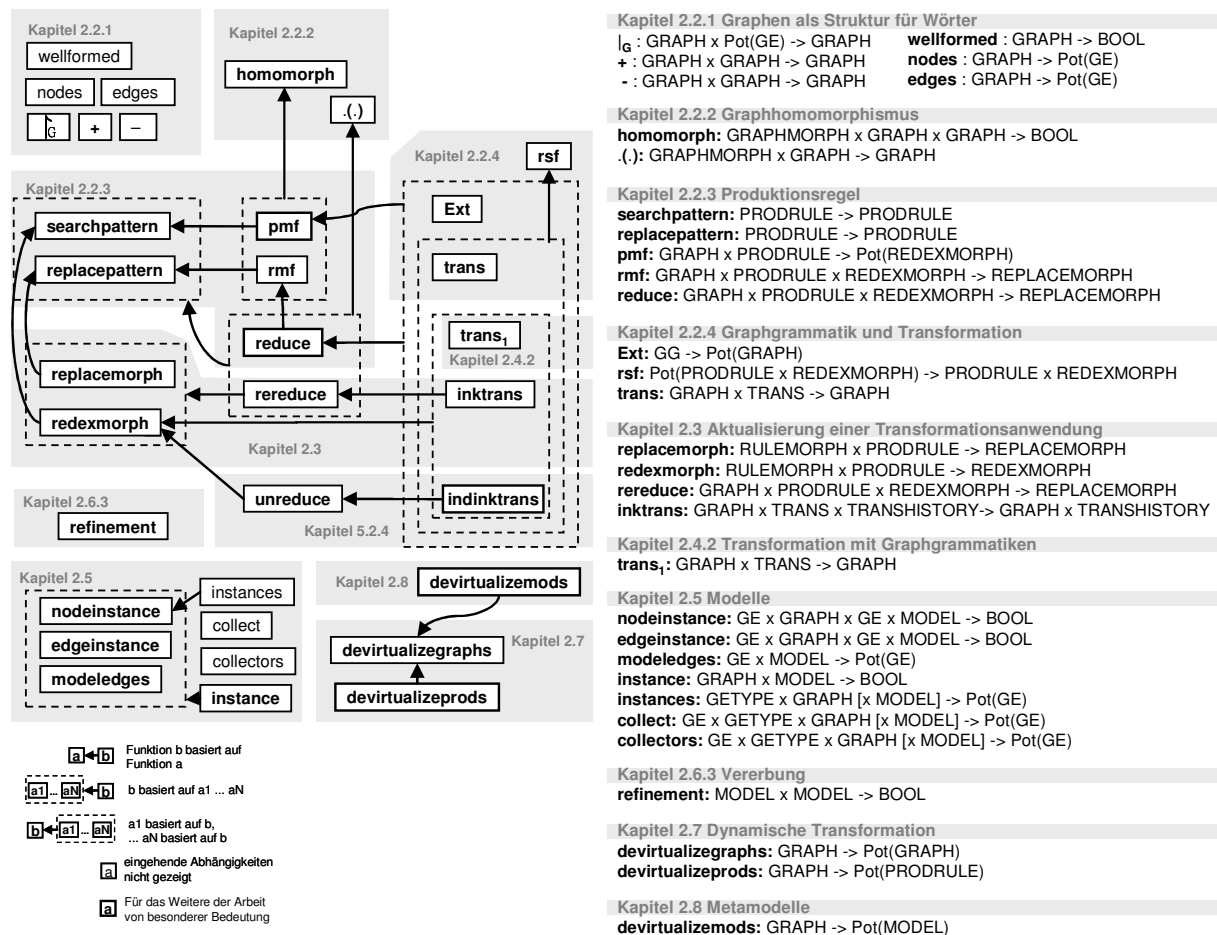 Kapitel 2.2.1
wellformed
nodes edges
|G + –
Kapitel 2.2.2
homomorph
.(.)
Kapitel 2.2.4
rsf
Ext
trans
Kapitel 2.2.3
searchpattern
pmf
replacepattern
rmf
reduce
trans1
Kapitel 2.4.2
replacemorph
rereduce
inktrans
redexmorph
Kapitel 2.3
unreduce
indinktrans
Kapitel 5.2.4
Kapitel 2.6.3
refinement
Kapitel 2.5
nodeinstance
edgeinstance
modeledges
instances
collect
collectors
instance
Kapitel 2.8
devirtualizemods
Kapitel 2.7
devirtualizegraphs
devirtualizeprods
a b Funktion b basiert auf
Funktion a
a1 ... aN b b basiert auf a1 ... aN
b a1 ... aN a1 basiert auf b,
... aN basiert auf b
a eingehende Abhängigkeiten
nicht gezeigt
a Für das Weitere der Arbeit
von besonderer Bedeutung
Kapitel 2.2.1 Graphen als Struktur für Wörter
|G : GRAPH x Pot(GE) -> GRAPH
+ : GRAPH x GRAPH -> GRAPH
- : GRAPH x GRAPH -> GRAPH
wellformed : GRAPH -> BOOL
nodes : GRAPH -> Pot(GE)
edges : GRAPH -> Pot(GE)
Kapitel 2.2.2 Graphhomomorphismus
homomorph: GRAPHMORPH x GRAPH x GRAPH -> BOOL
.(.): GRAPHMORPH x GRAPH -> GRAPH
Kapitel 2.2.3 Produktionsregel
searchpattern: PRODRULE -> PRODRULE
replacepattern: PRODRULE -> PRODRULE
pmf: GRAPH x PRODRULE -> Pot(REDEXMORPH)
rmf: GRAPH x PRODRULE x REDEXMORPH -> REPLACEMORPH
reduce: GRAPH x PRODRULE x REDEXMORPH -> REPLACEMORPH
Kapitel 2.2.4 Graphgrammatik und Transformation
Ext: GG -> Pot(GRAPH)
rsf: Pot(PRODRULE x REDEXMORPH) -> PRODRULE x REDEXMORPH
trans: GRAPH x TRANS -> GRAPH
Kapitel 2.3 Aktualisierung einer Transformationsanwendung
replacemorph: RULEMORPH x PRODRULE -> REPLACEMORPH
redexmorph: RULEMORPH x PRODRULE -> REDEXMORPH
rereduce: GRAPH x PRODRULE x REDEXMORPH -> REPLACEMORPH
inktrans: GRAPH x TRANS x TRANSHISTORY-> GRAPH x TRANSHISTORY
Kapitel 2.4.2 Transformation mit Graphgrammatiken
trans1: GRAPH x TRANS -> GRAPH
Kapitel 2.5 Modelle
nodeinstance: GE x GRAPH x GE x MODEL -> BOOL
edgeinstance: GE x GRAPH x GE x MODEL -> BOOL
modeledges: GE x MODEL -> Pot(GE)
instance: GRAPH x MODEL -> BOOL
instances: GETYPE x GRAPH [x MODEL] -> Pot(GE)
collect: GE x GETYPE x GRAPH [x MODEL] -> Pot(GE)
collectors: GE x GETYPE x GRAPH [x MODEL] -> Pot(GE)
Kapitel 2.6.3 Vererbung
refinement: MODEL x MODEL -> BOOL
Kapitel 2.7 Dynamische Transformation
devirtualizegraphs: GRAPH -> Pot(GRAPH)
devirtualizeprods: GRAPH -> Pot(PRODRULE)
Kapitel 2.8 Metamodelle
devirtualizemods: GRAPH -> Pot(MODEL)